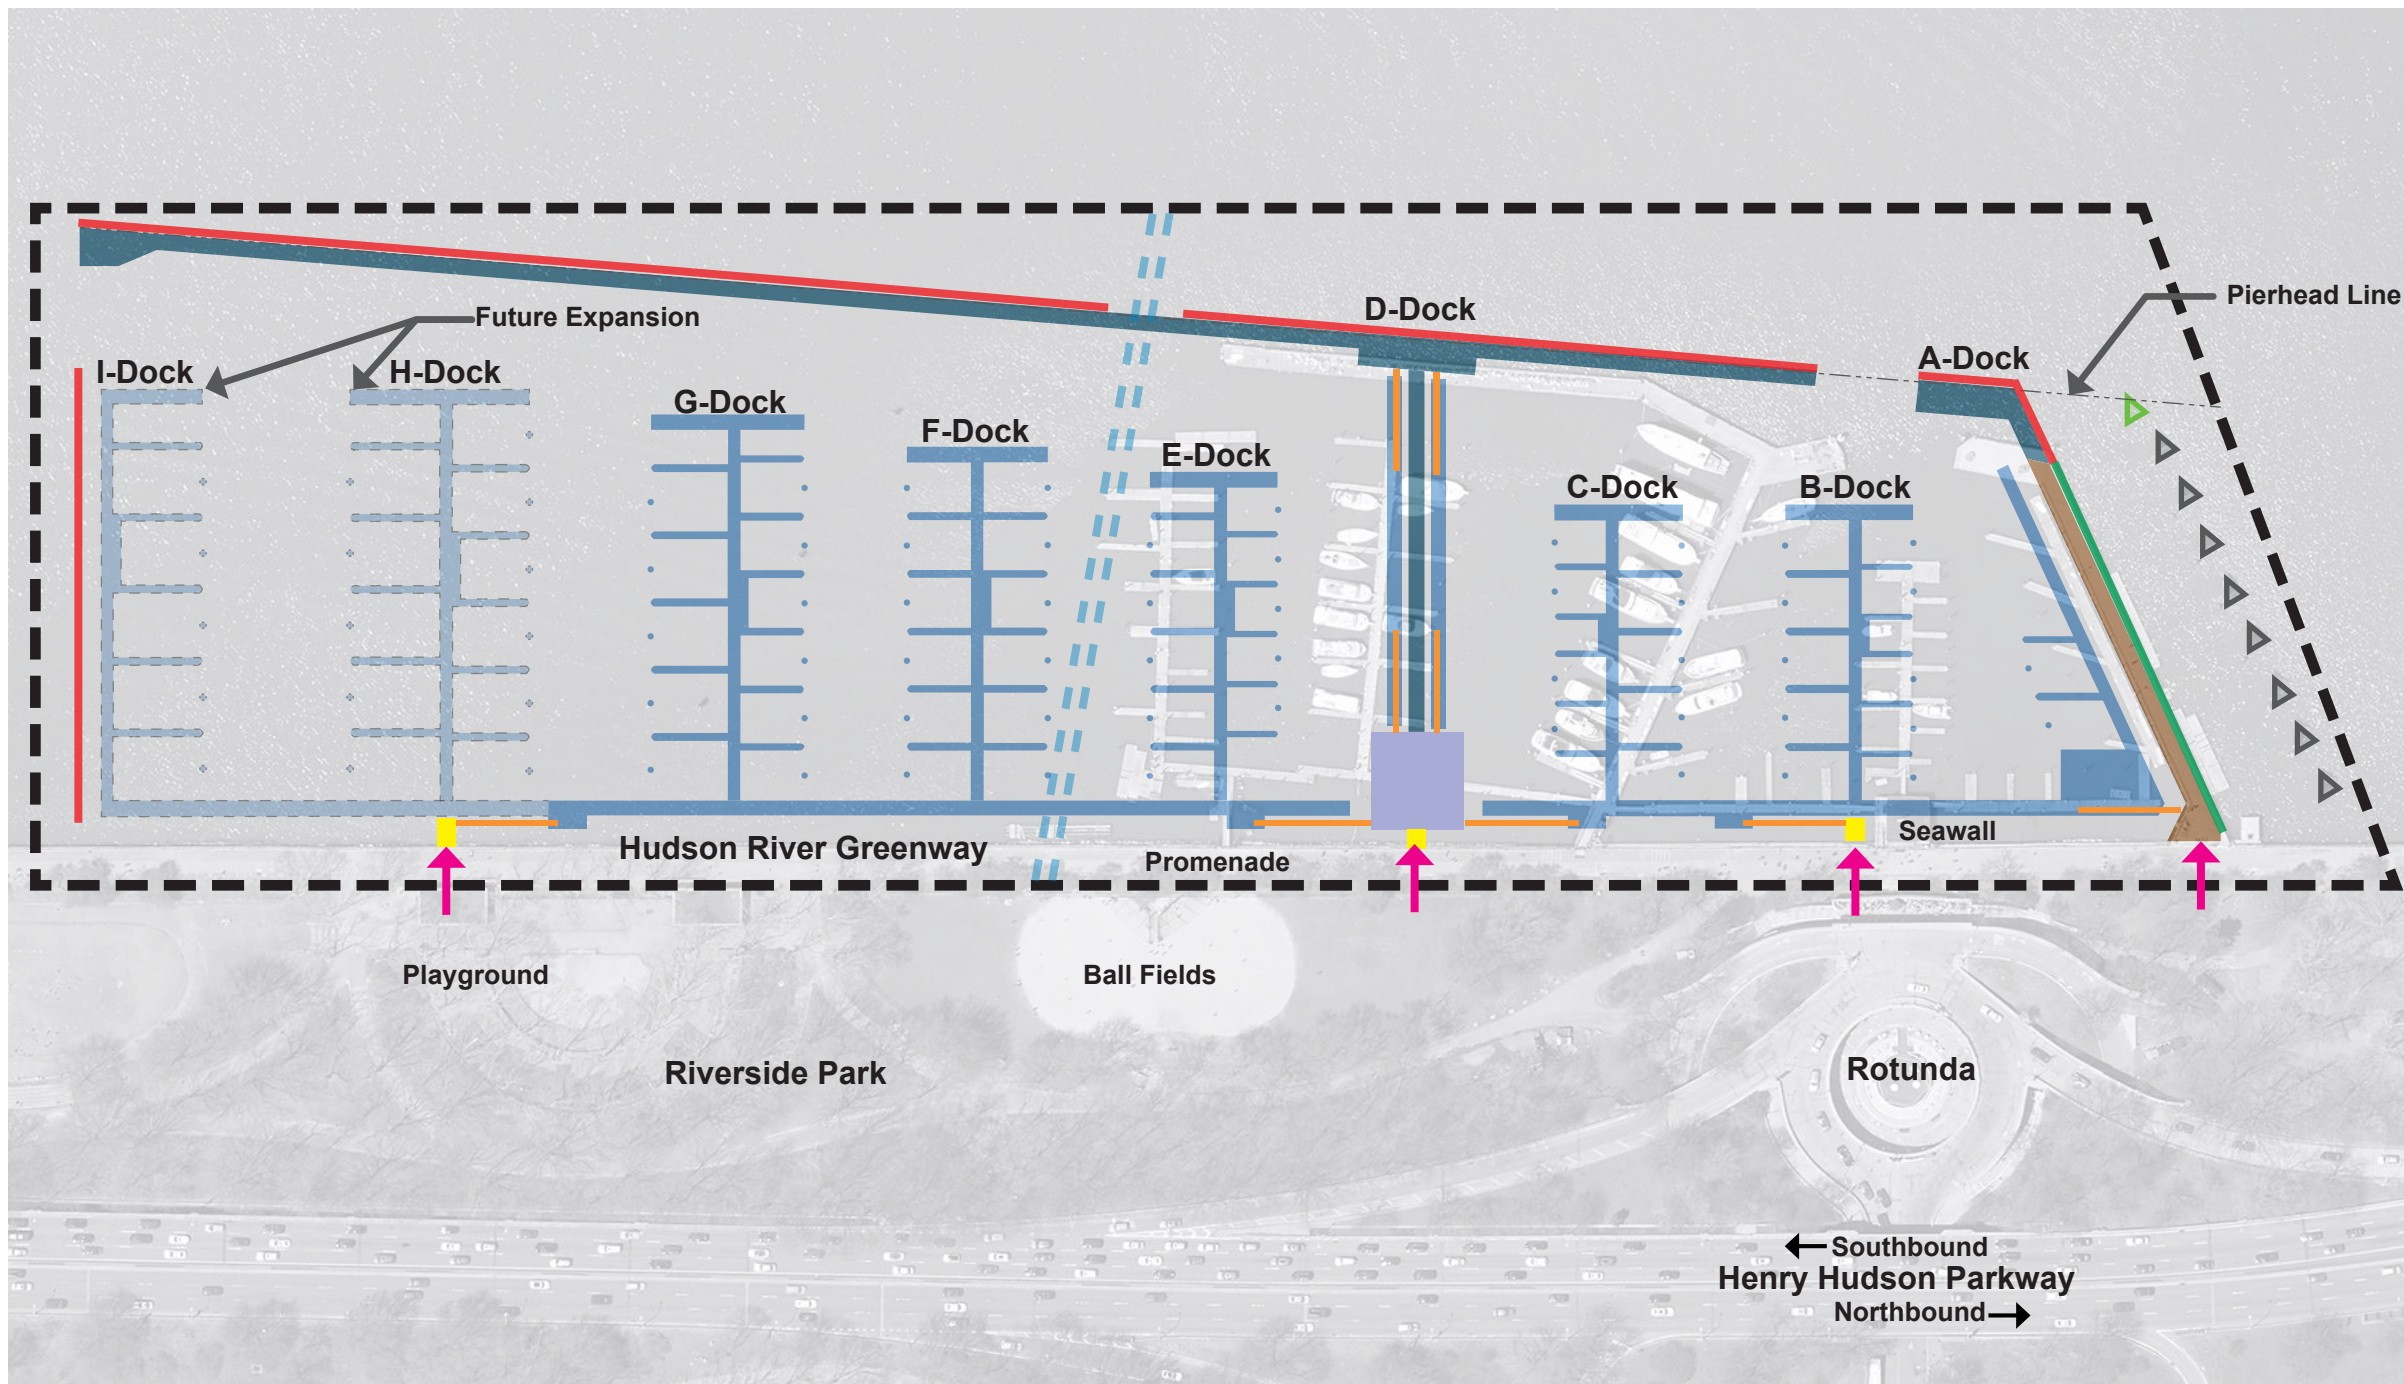 Pierhead Line
D-Dock
Future Expansion
A-Dock
I-Dock
H-Dock
G-Dock
F-Dock
E-Dock
C-Dock
B-Dock
Seawall
Hudson River Greenway
Promenade
Playground
Ball Fields
Riverside Park
Rotunda
Southbound
Henry Hudson Parkway
Northbound